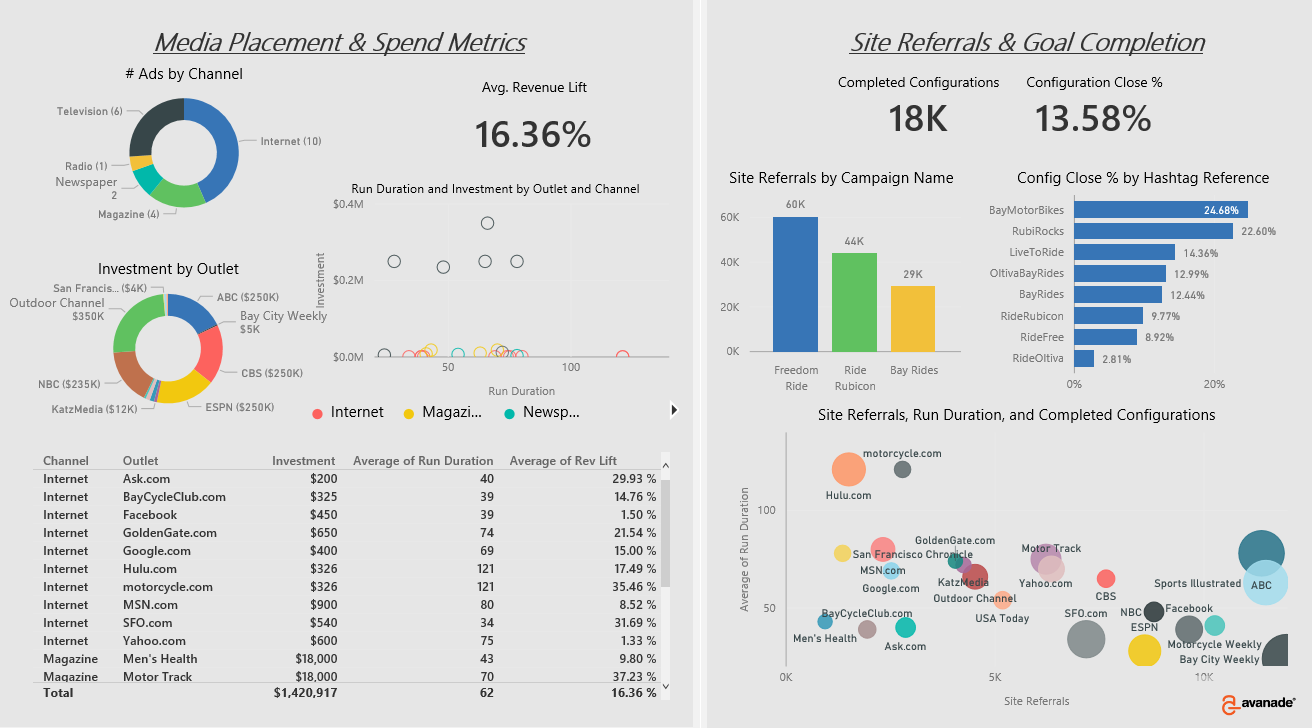 Media Placement & Spend Metrics
# Ads by Channel
Television (6)
Internet (10)
Radio (1)
Newspaper
2
Magazine (4)
Avg. Revenue Lift
16.36%
Investment by Outlet
San Francis... ($4K)
ABC ($250K)
Outdoor Channel
$350K
Bay City Weekly
$5K
CBS ($250K)
NBC ($235K)
KatzMedia ($12K)
ESPN ($250K)
Run Duration and Investment by Outlet and Channel
$0.4M
$0.2M
$0.0M
Investment
50
100
Run Duration
Internet
Magazi...
Newsp...
Channel Outlet Investment Average of Run Duration Average of Rev Lift
Internet Ask.com $200 40 29.93 %
Internet BayCycleClub.com $325 39 14.76 %
Internet Facebook $450 39 1.50 %
Internet GoldenGate.com $650 74 21.54 %
Internet Google.com $400 69 15.00 %
Internet Hulu.com $326 121 17.49 %
Internet motorcycle.com $326 121 35.46 %
Internet MSN.com $900 80 8.52 %
Internet SFO.com $540 34 31.69 %
Internet Yahoo.com $600 75 1.33 %
Magazine Men's Health $18,000 43 9.80 %
Magazine Motor Track $18,000 70 37.23 %
Total $1,420,917 62 16.36 %
Site Referrals & Goal Completion
Completed Configurations
18K
Configuration Close %
13.58%
Site Referrals by Campaign Name
60K
40K
20K
0K
60K
44K
29K
Freedom
Ride
Ride
Rubicon
Bay Rides
Config Close % by Hashtag Reference
BayMotorBikes 24.68%
RubiRocks 22.60%
LiveToRide 14.36%
OltivaBayRides 12.99%
BayRides 12.44%
RideRubicon 9.77%
RideFree 8.92%
RideOltiva 2.81%
0%
20%
Site Referrals, Run Duration, and Completed Configurations
Average of Run Duration
100
50
motorcycle.com
Hulu.com
GoldenGate.com
San Francisco Chronicle
Motor Track
MSN.com
KatzMedia
Yahoo.com
Google.com
Outdoor Channel
CBS
Sports Illustrated
ABC
BayCycleClub.com
USA Today
SFO.com
NBC
Facebook
Men's Health
Ask.com
ESPN
Motorcycle Weekly
Bay City Weekly
0K
5K
10K
Site Referrals
avanade